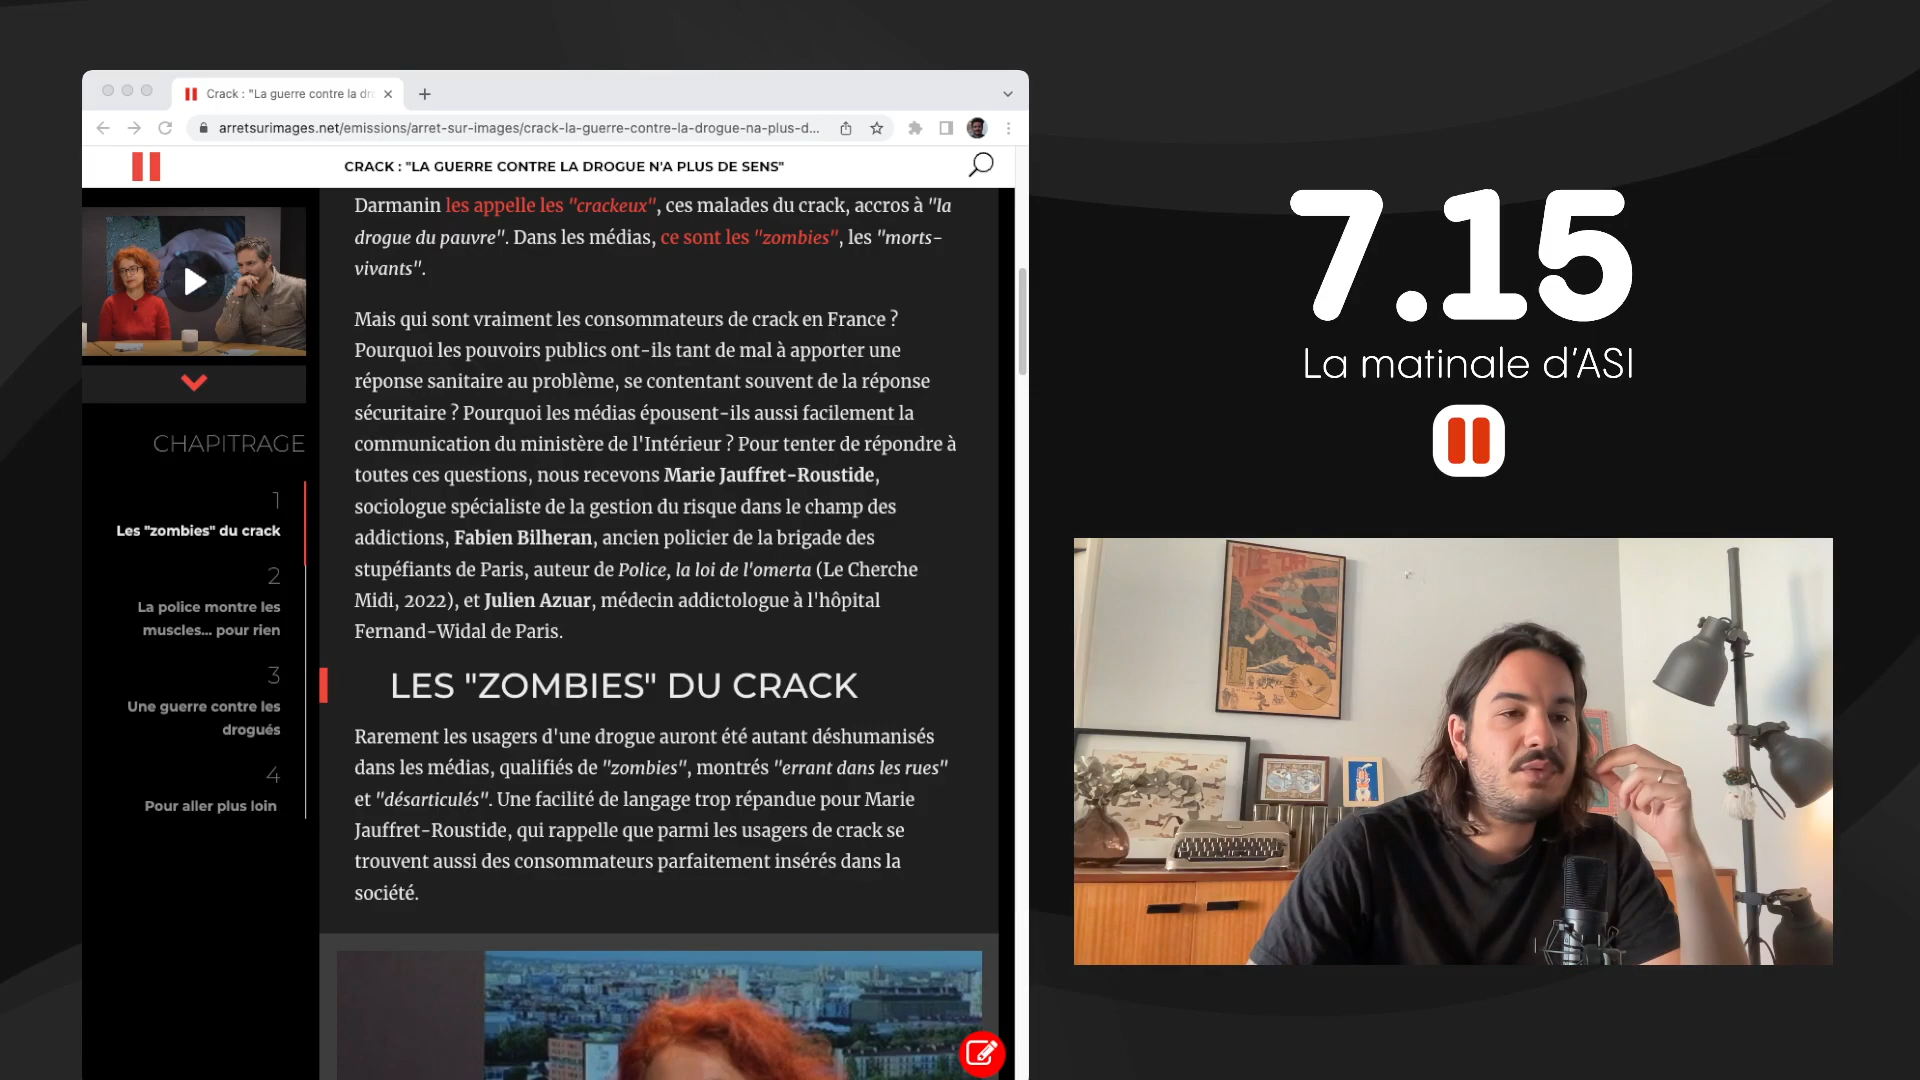 Crack : "La guerre contre la dr
arretsurimages.net/emissions/arret-sur-images/crack-la-guerre-contre-la-drogue-na-plus-d...
CRACK : "LA GUERRE CONTRE LA DROGUE N'A PLUS DE SENS"
CHAPITRAGE
1
Les "zombies" du crack
2
La police montre les
muscles... pour rien
3
Une guerre contre les
drogués
4
Pour aller plus loin
Darmanin les appelle les "crackeux", ces malades du crack, accros à "la
drogue du pauvre". Dans les médias, ce sont les "zombies", les "morts-
vivants".
Mais qui sont vraiment les consommateurs de crack en France ?
Pourquoi les pouvoirs publics ont-ils tant de mal à apporter une
réponse sanitaire au problème, se contentant souvent de la réponse
sécuritaire ? Pourquoi les médias épousent-ils aussi facilement la
communication du ministère de l'Intérieur ? Pour tenter de répondre à
toutes ces questions, nous recevons Marie Jauffret-Roustide,
sociologue spécialiste de la gestion du risque dans le champ des
addictions, Fabien Bilheran, ancien policier de la brigade des
stupéfiants de Paris, auteur de Police, la loi de l'omerta (Le Cherche
Midi, 2022), et Julien Azuar, médecin addictologue à l'hôpital
Fernand-Widal de Paris.
LES "ZOMBIES" DU CRACK
Rarement les usagers d'une drogue auront été autant déshumanisés
dans les médias, qualifiés de "zombies", montrés "errant dans les rues"
et "désarticulés". Une facilité de langage trop répandue pour Marie
Jauffret-Roustide, qui rappelle que parmi les usagers de crack se
trouvent aussi des consommateurs parfaitement insérés dans la
société.
7.15
La matinale d'ASI